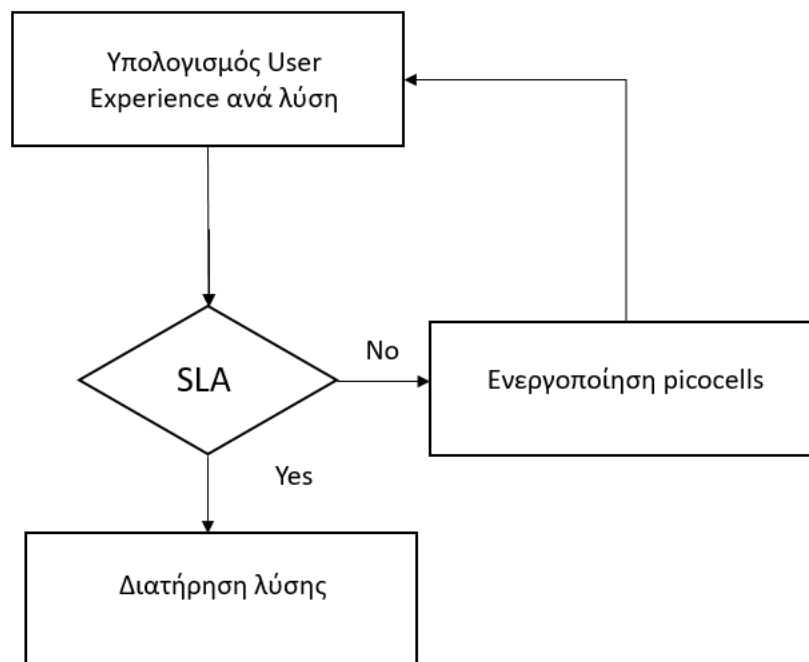 Υπολογισμός User
Experience ανά λύση
SLA
No
Ενεργοποίηση picocells
Yes
Διατήρηση λύσης